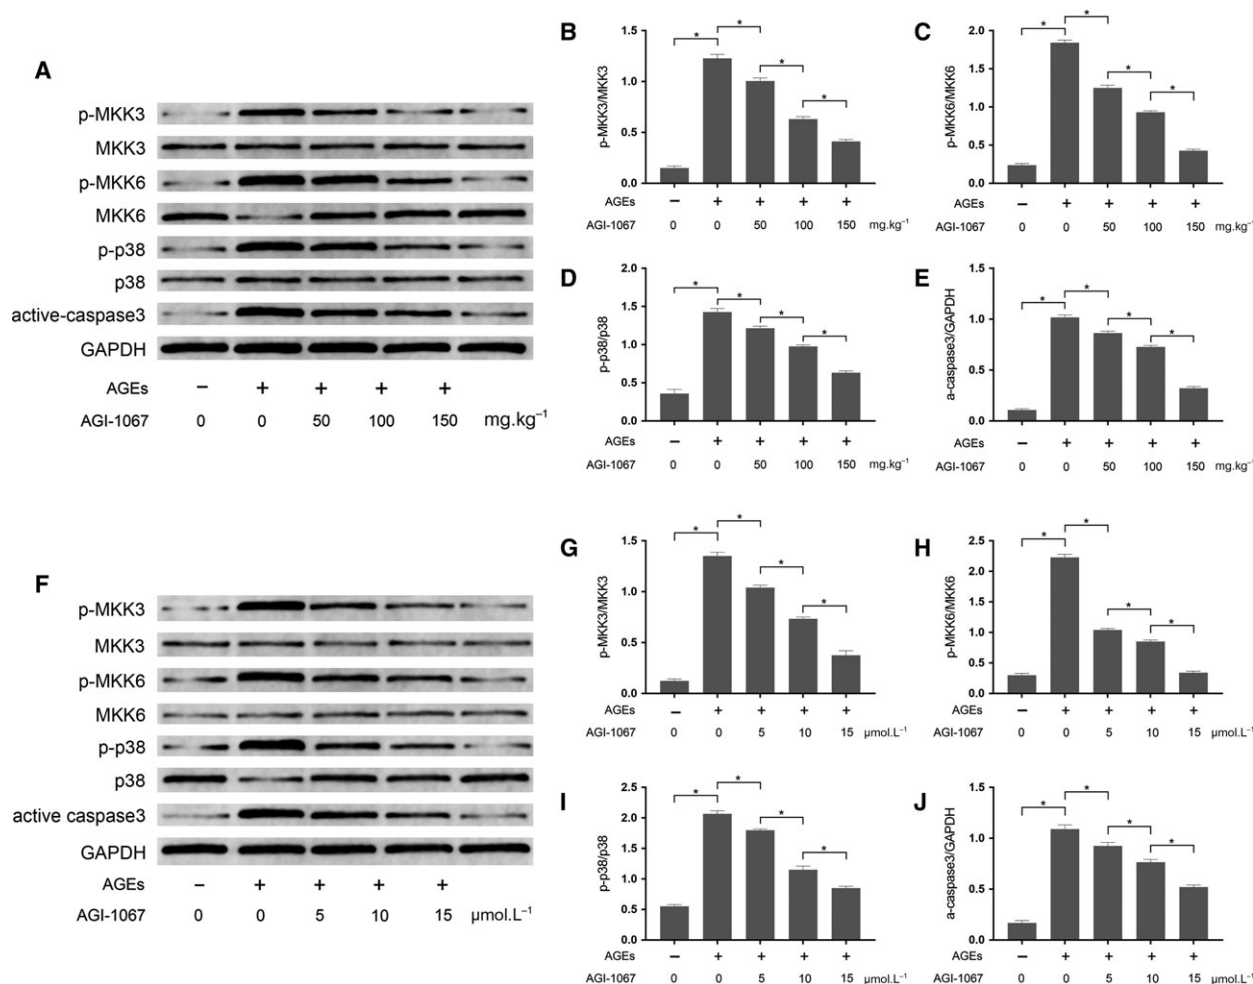 A
p-MKK3
MKK3
p-MKK6
MKK6
p-p38
p38
active-caspase3
GAPDH
AGEs – + + + +
AGI-1067 0 0 50 100 150 mg.kg⁻¹
B
p-MKK3/MKK3
1.5
1.0
0.5
0.0
* * * *
AGEs – + + + +
AGI-1067 0 0 50 100 150 mg.kg⁻¹
C
p-MKK6/MKK6
2.0
1.5
1.0
0.5
0.0
* * * *
AGEs – + + + +
AGI-1067 0 0 50 100 150 mg.kg⁻¹
D
p-p38/p38
2.0
1.5
1.0
0.5
0.0
* * * *
AGEs – + + + +
AGI-1067 0 0 50 100 150 mg.kg⁻¹
E
a-caspase3/GAPDH
1.5
1.0
0.5
0.0
* * * *
AGEs – + + + +
AGI-1067 0 0 50 100 150 mg.kg⁻¹
F
p-MKK3
MKK3
p-MKK6
MKK6
p-p38
p38
active caspase3
GAPDH
AGEs – + + + +
AGI-1067 0 0 5 10 15 µmol.L⁻¹
G
p-MKK3/MKK3
1.5
1.0
0.5
0.0
* * * *
AGEs – + + + +
AGI-1067 0 0 5 10 15 µmol.L⁻¹
H
p-MKK6/MKK6
2.5
2.0
1.5
1.0
0.5
0.0
* * * *
AGEs – + + + +
AGI-1067 0 0 5 10 15 µmol.L⁻¹
I
p-p38/p38
2.5
2.0
1.5
1.0
0.5
0.0
* * * *
AGEs – + + + +
AGI-1067 0 0 5 10 15 µmol.L⁻¹
J
a-caspase3/GAPDH
1.5
1.0
0.5
0.0
* * * *
AGEs – + + + +
AGI-1067 0 0 5 10 15 µmol.L⁻¹